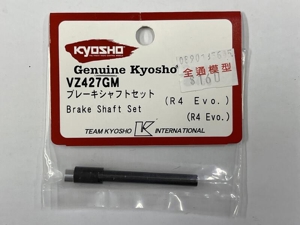 KYOSHO
全通模型
$160
Genuine Kyosho
VZ427GM
ブレーキシャフトセット
(R4 Evo.)
Brake Shaft Set
(R4 Evo.)
TEAM KYOSHO K INTERNATIONAL